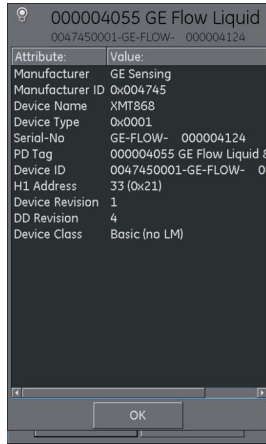 000004055 GE Flow Liquid
0047450001-GE-FLOW- 000004124
Attribute: Value:
Manufacturer GE Sensing
Manufacturer ID 0x004745
Device Name XMT868
Device Type 0x0001
Serial-No GE-FLOW- 000004124
PD Tag 000004055 GE Flow Liquid &
Device ID 0047450001-GE-FLOW- 0
H1 Address 33 (0x21)
Device Revision 1
DD Revision 4
Device Class Basic (no LM)
OK